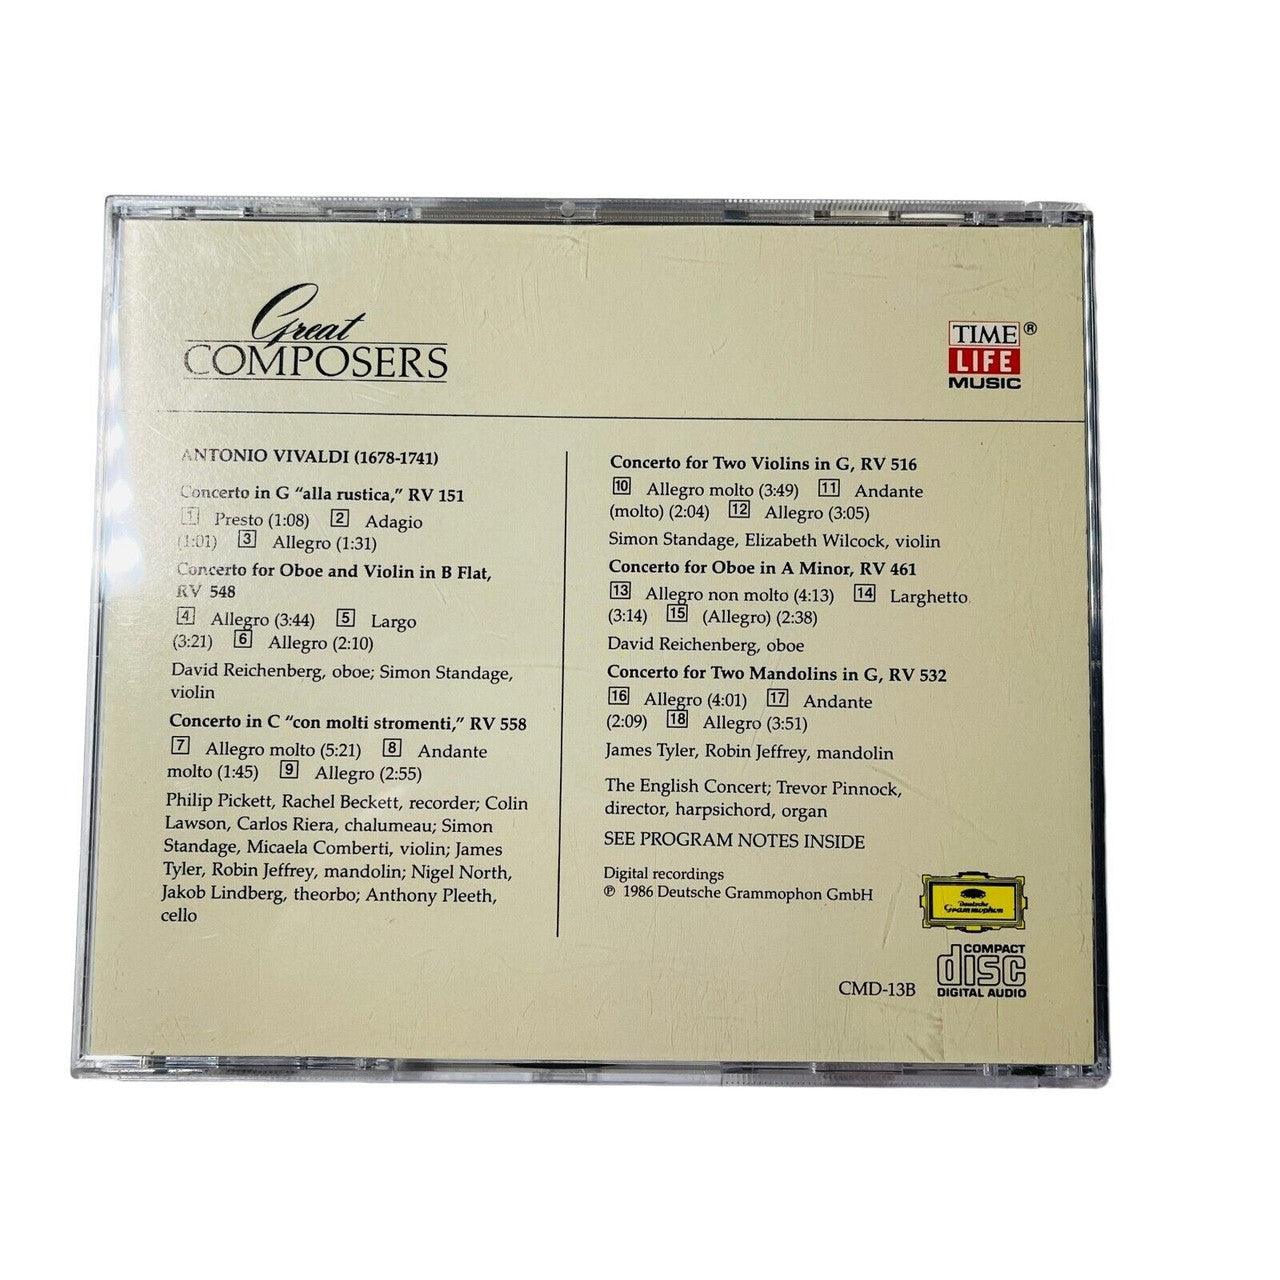 Great
COMPOSERS
TIME ®
LIFE
MUSIC
ANTONIO VIVALDI (1678-1741)
Concerto in G “alla rustica,” RV 151
1 Presto (1:08) 2 Adagio
(1:01) 3 Allegro (1:31)
Concerto for Oboe and Violin in B Flat,
RV 548
4 Allegro (3:44) 5 Largo
(3:21) 6 Allegro (2:10)
David Reichenberg, oboe; Simon Standage,
violin
Concerto in C “con molti stromenti,” RV 558
7 Allegro molto (5:21) 8 Andante
molto (1:45) 9 Allegro (2:55)
Philip Pickett, Rachel Beckett, recorder; Colin
Lawson, Carlos Riera, chalumeau; Simon
Standage, Micaela Comberti, violin; James
Tyler, Robin Jeffrey, mandolin; Nigel North,
Jakob Lindberg, theorbo; Anthony Pleeth,
cello
Concerto for Two Violins in G, RV 516
10 Allegro molto (3:49) 11 Andante
(molto) (2:04) 12 Allegro (3:05)
Simon Standage, Elizabeth Wilcock, violin
Concerto for Oboe in A Minor, RV 461
13 Allegro non molto (4:13) 14 Larghetto
(3:14) 15 (Allegro) (2:38)
David Reichenberg, oboe
Concerto for Two Mandolins in G, RV 532
16 Allegro (4:01) 17 Andante
(2:09) 18 Allegro (3:51)
James Tyler, Robin Jeffrey, mandolin
The English Concert; Trevor Pinnock,
director, harpsichord, organ
SEE PROGRAM NOTES INSIDE
Digital recordings
℗ 1986 Deutsche Grammophon GmbH
Deutsche
Grammophon
COMPACT
disc
DIGITAL AUDIO
CMD-13B